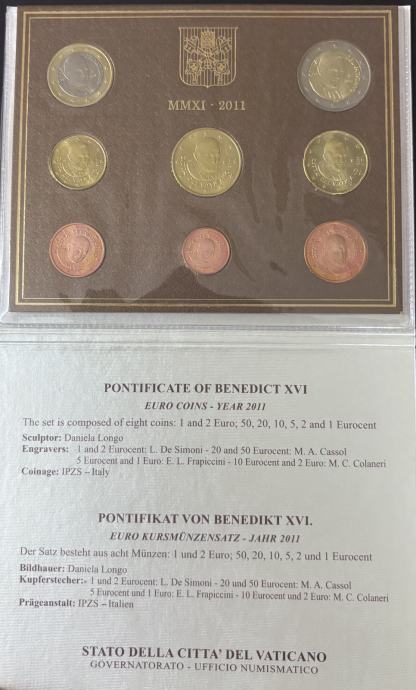 MMXI · 2011
PONTIFICATE OF BENEDICT XVI
EURO COINS - YEAR 2011
The set is composed of eight coins: 1 and 2 Euro; 50, 20, 10, 5, 2 and 1 Eurocent
Sculptor: Daniela Longo
Engravers: 1 and 2 Eurocent: L. De Simoni - 20 and 50 Eurocent: M. A. Cassol
5 Eurocent and 1 Euro: E. L. Frapiccini - 10 Eurocent and 2 Euro: M. C. Colaneri
Coinage: IPZS – Italy
PONTIFIKAT VON BENEDIKT XVI.
EURO KURSMÜNZENSATZ - JAHR 2011
Der Satz besteht aus acht Münzen: 1 und 2 Euro; 50, 20, 10, 5, 2 und 1 Eurocent
Bildhauer: Daniela Longo
Kupferstecher: 1 und 2 Eurocent: L. De Simoni - 20 und 50 Eurocent: M. A. Cassol
5 Eurocent und 1 Euro: E. L. Frapiccini - 10 Eurocent und 2 Euro: M. C. Colaneri
Prägeanstalt: IPZS – Italien
STATO DELLA CITTA' DEL VATICANO
GOVERNATORATO - UFFICIO NUMISMATICO